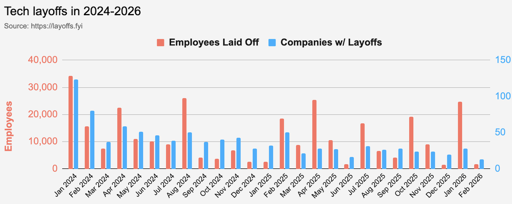 Tech layoffs in 2024-2026
Source: https://layoffs.fyi
Employees Laid Off
Companies w/ Layoffs
Employees
40,000
30,000
20,000
10,000
0
150
100
50
0
Jan 2024
Feb 2024
Mar 2024
Apr 2024
May 2024
Jun 2024
Jul 2024
Aug 2024
Sep 2024
Oct 2024
Nov 2024
Dec 2024
Jan 2025
Feb 2025
Mar 2025
Apr 2025
May 2025
Jun 2025
Jul 2025
Aug 2025
Sep 2025
Oct 2025
Nov 2025
Dec 2025
Jan 2026
Feb 2026